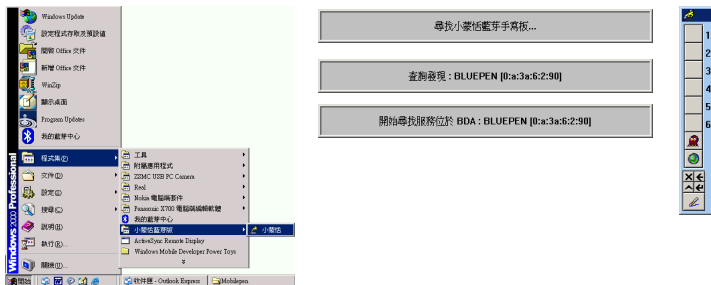 Windows Update
設定程式存取及預設值
開啟 Office 文件
新增 Office 文件
WinZip
顯示桌面
Program Updates
我的藍芽中心
程式集(P)
文件(D)
設定(S)
搜尋(C)
說明(H)
執行(R)...
關機(U)...
Windows 2000 Professional
工具
附屬應用程式
ZSMC USB PC Camera
Real
Nokia 電腦端套件
Panasonic X700 電腦端編輯軟體
我的藍芽中心
小蒙恬藍芽版
ActiveSync Remote Display
Windows Mobile Developer Power Toys
小蒙恬
開始
收件匣 - Outlook Express
Mobilepen
尋找小蒙恬藍芽手寫板...
查詢發現 : BLUEPEN [0:a:3a:6:2:90]
開始尋找服務位於 BDA : BLUEPEN [0:a:3a:6:2:90]
1
2
3
4
5
6